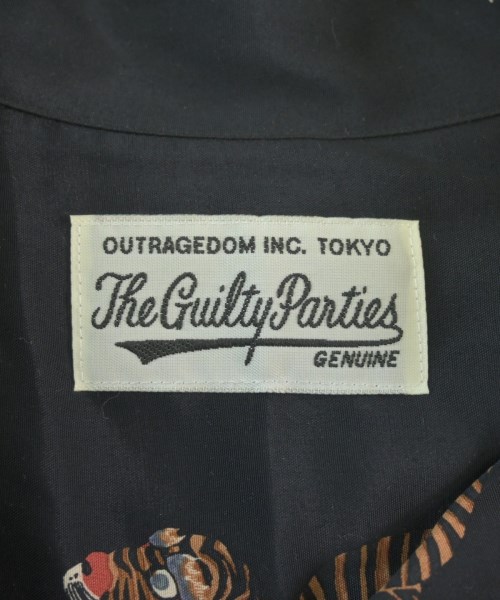 OUTRAGEDOM INC. TOKYO
The Guilty Parties
GENUINE